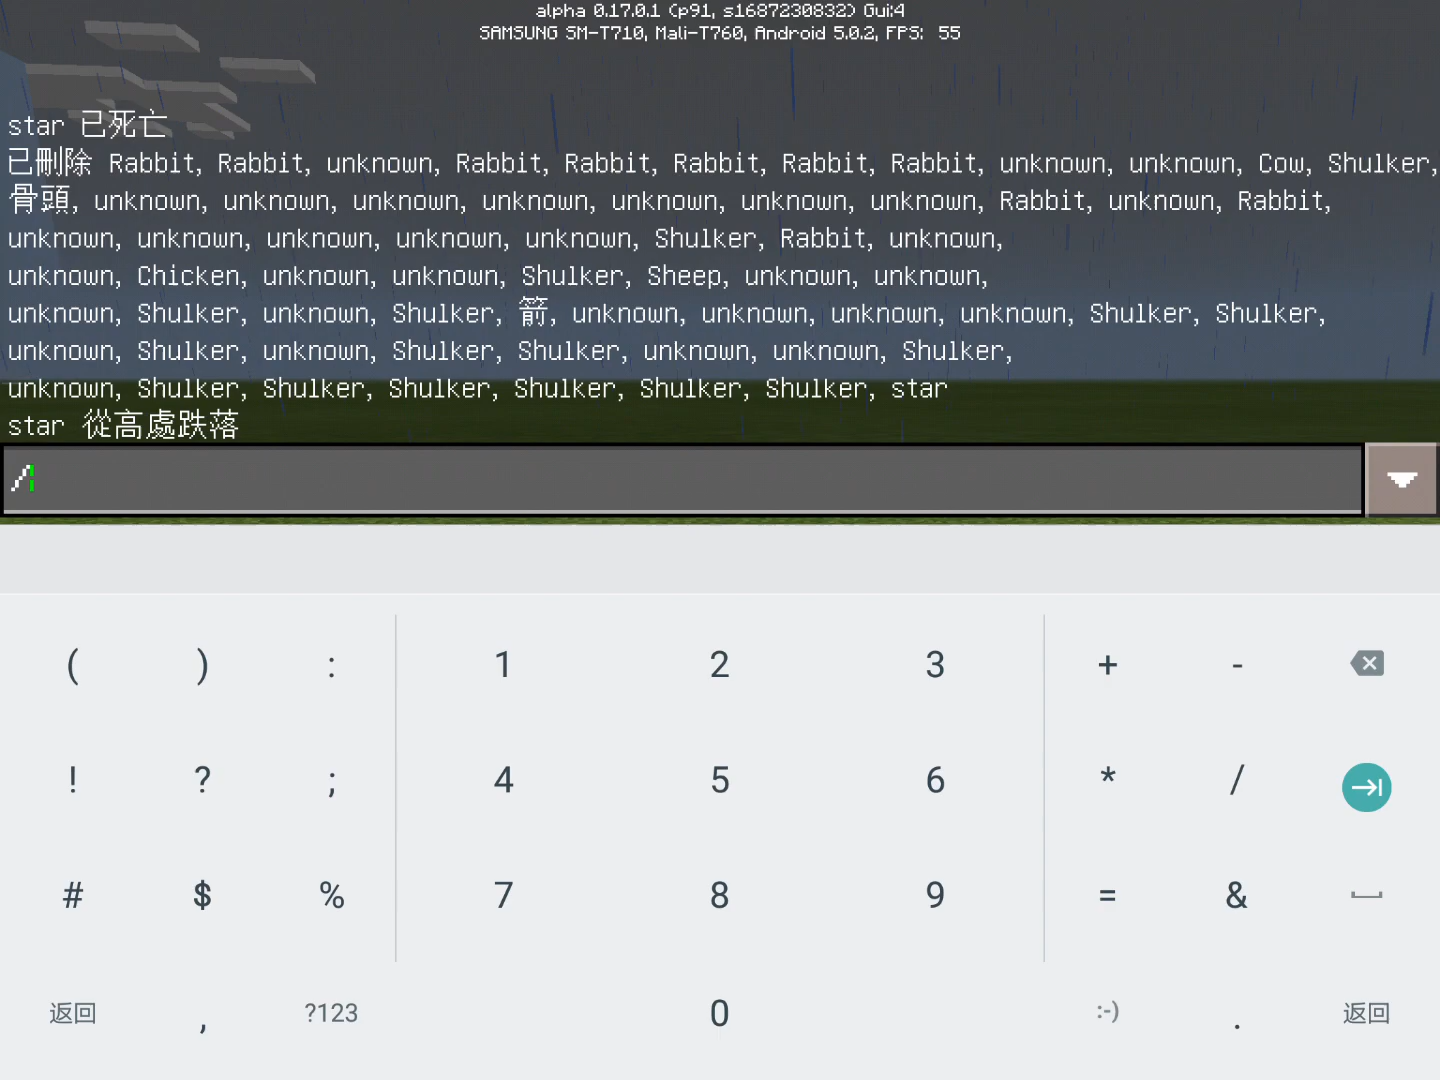 alpha 0.17.0.1 (p91, s1687230832) Gui:4
SAMSUNG SM-T710, Mali-T760, Android 5.0.2, FPS: 55
star 已死亡
已刪除 Rabbit, Rabbit, unknown, Rabbit, Rabbit, Rabbit, Rabbit, Rabbit, unknown, unknown, Cow, Shulker,
骨頭, unknown, unknown, unknown, unknown, unknown, unknown, unknown, Rabbit, unknown, Rabbit,
unknown, unknown, unknown, unknown, unknown, Shulker, Rabbit, unknown,
unknown, Chicken, unknown, unknown, Shulker, Sheep, unknown, unknown,
unknown, Shulker, unknown, Shulker, 箭, unknown, unknown, unknown, unknown, Shulker, Shulker,
unknown, Shulker, unknown, Shulker, Shulker, unknown, unknown, Shulker,
unknown, Shulker, Shulker, Shulker, Shulker, Shulker, Shulker, star
star 從高處跌落
/
( ) : 1 2 3 + -
! ? ; 4 5 6 * /
# $ % 7 8 9 = &
返回 , ?123 0 :-) . 返回